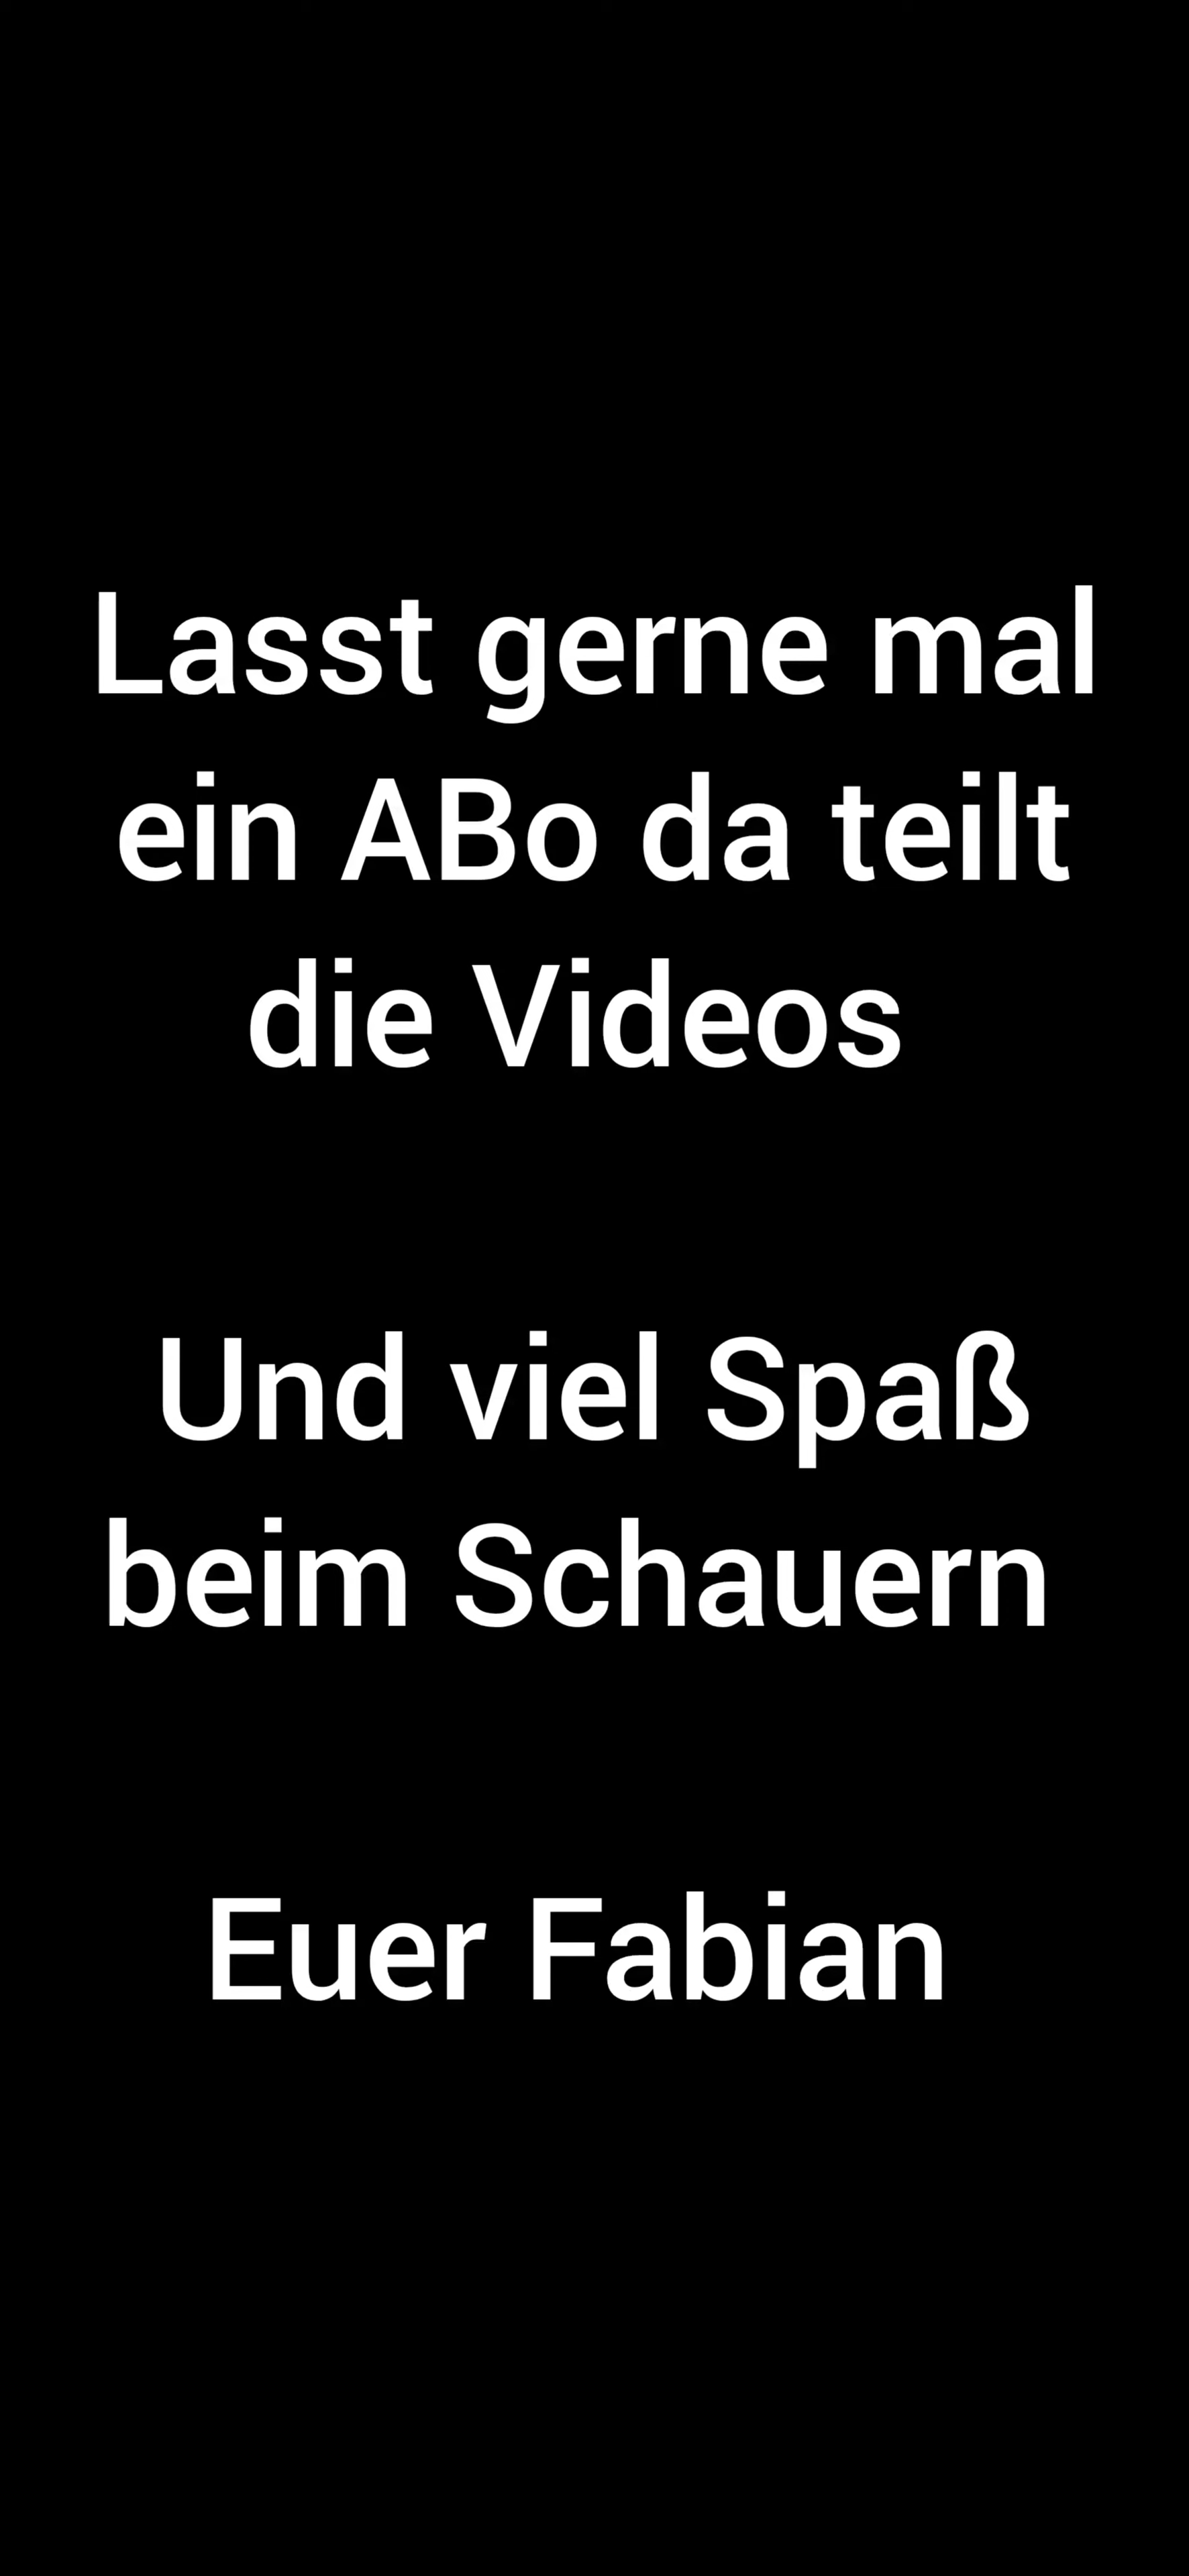 Lasst gerne mal
ein ABo da teilt
die Videos
Und viel Spaß
beim Schauern
Euer Fabian